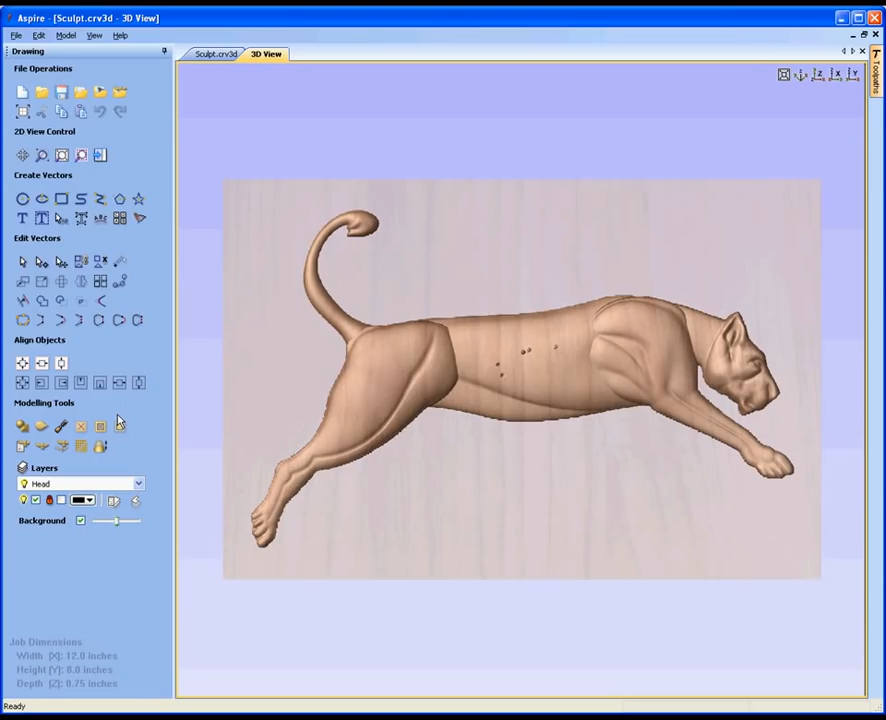 Aspire - [Sculpt.crv3d - 3D View]
File Edit Model View Help
Drawing
Sculpt.crv3d 3D View
Toolpaths
File Operations
2D View Control
Create Vectors
Edit Vectors
Align Objects
Modelling Tools
Layers
Head
Background
Job Dimensions
Width (X): 12.0 inches
Height (Y): 8.0 inches
Depth (Z): 0.75 inches
Ready